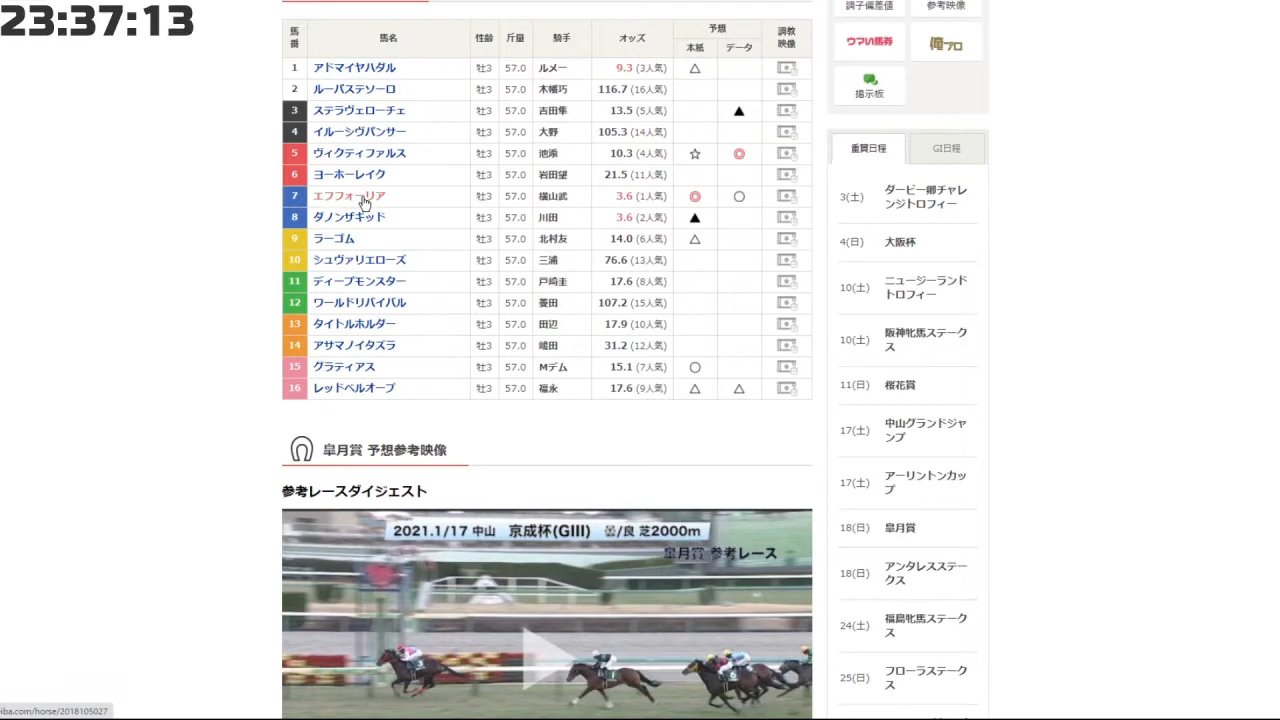 23:37:13
馬番 馬名 性齢 斤量 騎手 オッズ 予想 本紙 データ 調教映像
1 アドマイヤハダル 牡3 57.0 ルメー 9.3 (3人気) △
2 ルーパステソーロ 牡3 57.0 木幡巧 116.7 (16人気)
3 ステラヴェローチェ 牡3 57.0 吉田隼 13.5 (5人気) ▲
4 イルーシヴパンサー 牡3 57.0 大野 105.3 (14人気)
5 ヴィクティファルス 牡3 57.0 池添 10.3 (4人気) ☆ ◎
6 ヨーホーレイク 牡3 57.0 岩田望 21.5 (11人気)
7 エフフォーリア 牡3 57.0 横山武 3.6 (1人気) ◎ ○
8 ダノンザキッド 牡3 57.0 川田 3.6 (2人気) ▲
9 ラーゴム 牡3 57.0 北村友 14.0 (6人気) △
10 シュヴァリエローズ 牡3 57.0 三浦 76.6 (13人気)
11 ディープモンスター 牡3 57.0 戸崎圭 17.6 (8人気)
12 ワールドリバイバル 牡3 57.0 菱田 107.2 (15人気)
13 タイトルホルダー 牡3 57.0 田辺 17.9 (10人気)
14 アサマノイタズラ 牡3 57.0 嶋田 31.2 (12人気)
15 グラティアス 牡3 57.0 Mデム 15.1 (7人気) ○
16 レッドベルオーブ 牡3 57.0 福永 17.6 (9人気) △ △
皐月賞 予想参考映像
参考レースダイジェスト
2021.1/17 中山 京成杯(GIII) 曇/良 芝2000m
皐月賞 参考レース
調子偏差値 参考映像
ウマい馬券 俺プロ
掲示板
重賞日程 GI日程
3(土) ダービー卿チャレ
ンジトロフィー
4(日) 大阪杯
10(土) ニュージーランド
トロフィー
10(土) 阪神牝馬ステーク
ス
11(日) 桜花賞
17(土) 中山グランドジャ
ンプ
17(土) アーリントンカッ
プ
18(日) 皐月賞
18(日) アンタレスステー
クス
24(土) 福島牝馬ステーク
ス
25(日) フローラステーク
ス
iba.com/horse/2018105027